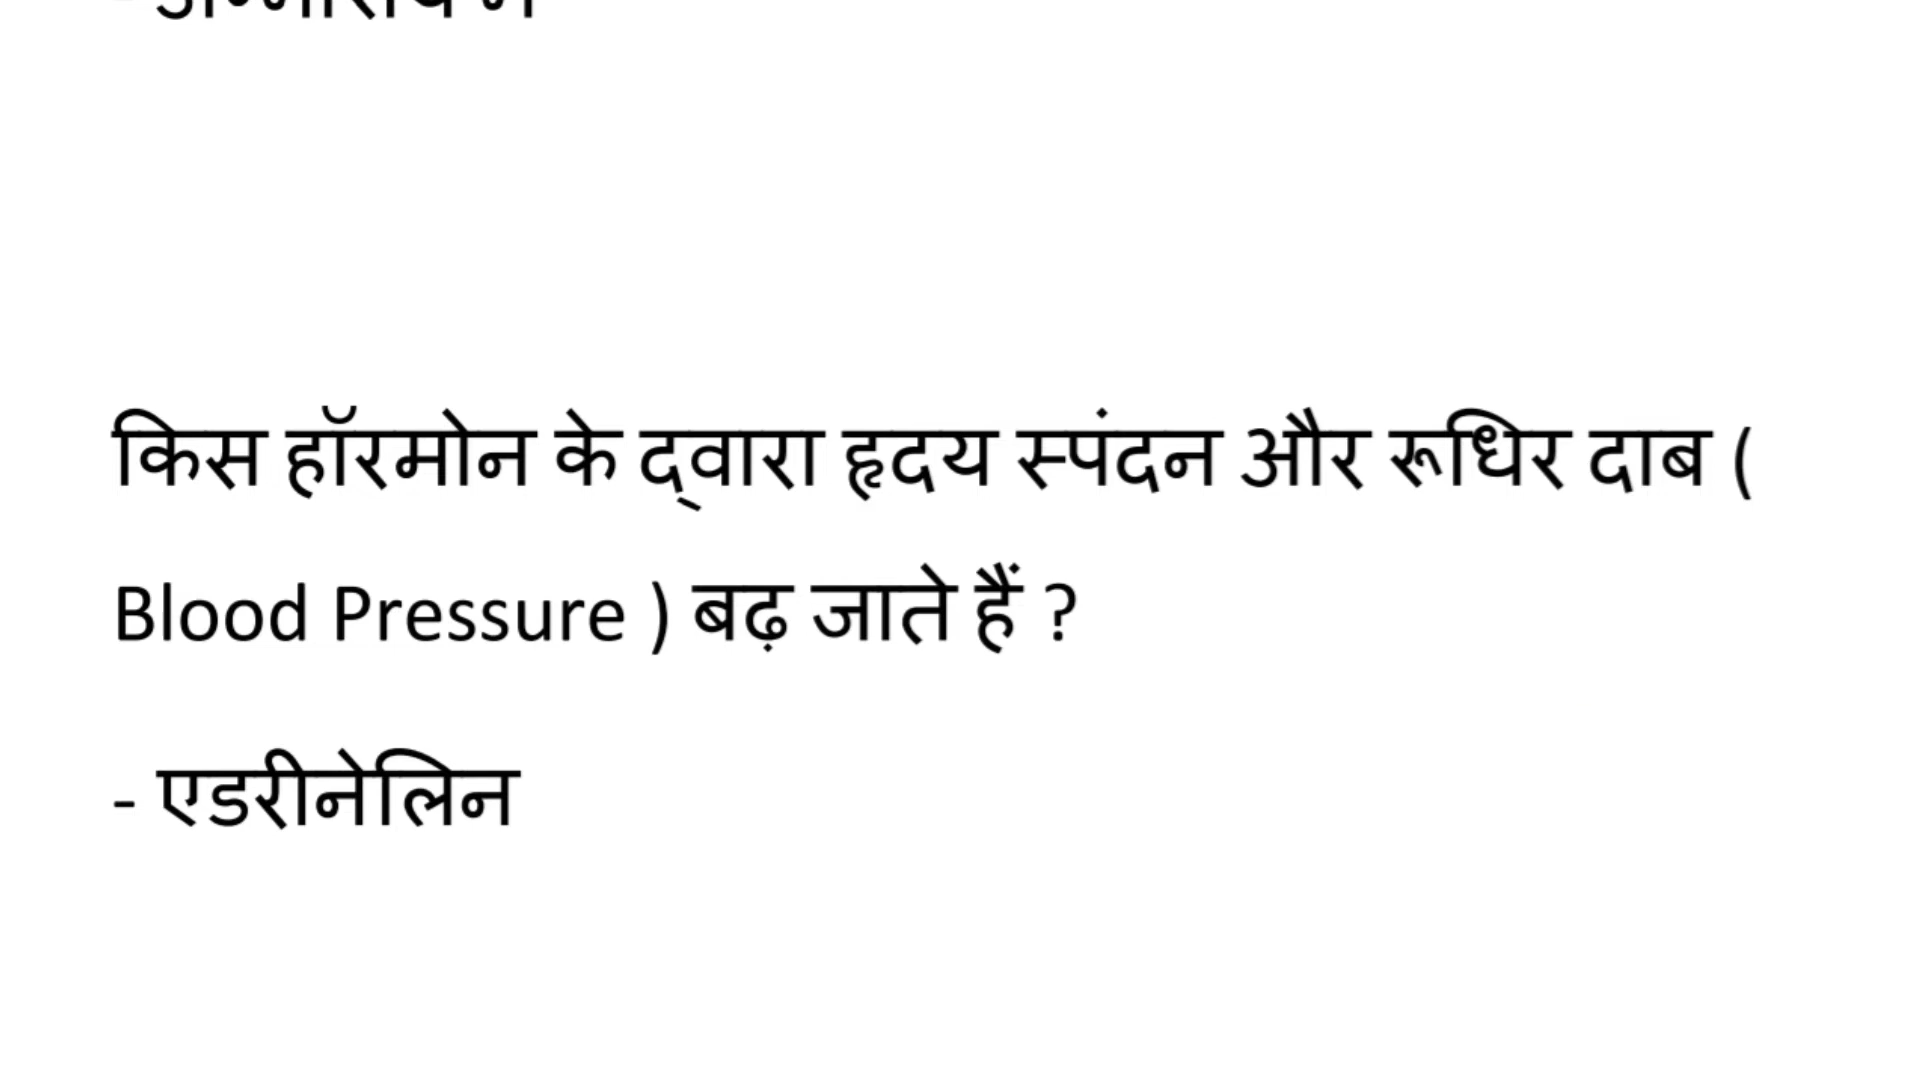 किस हॉरमोन के द्वारा हृदय स्पंदन और रूधिर दाब (
Blood Pressure ) बढ़ जाते हैं ?
- एडरीनेलिन